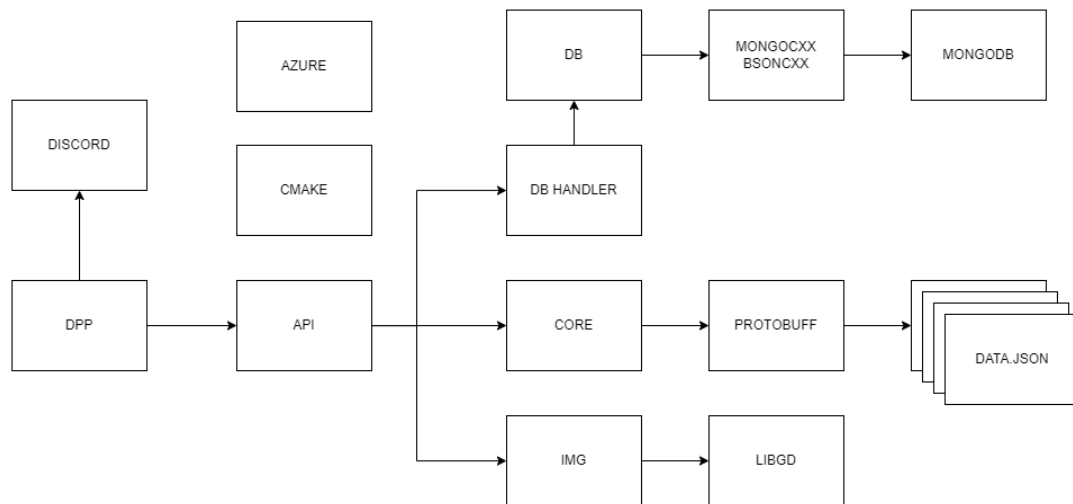 AZURE
DB
MONGOCXX
BSONCXX
MONGODB
DISCORD
CMAKE
DB HANDLER
DPP
API
CORE
PROTOBUFF
DATA.JSON
IMG
LIBGD